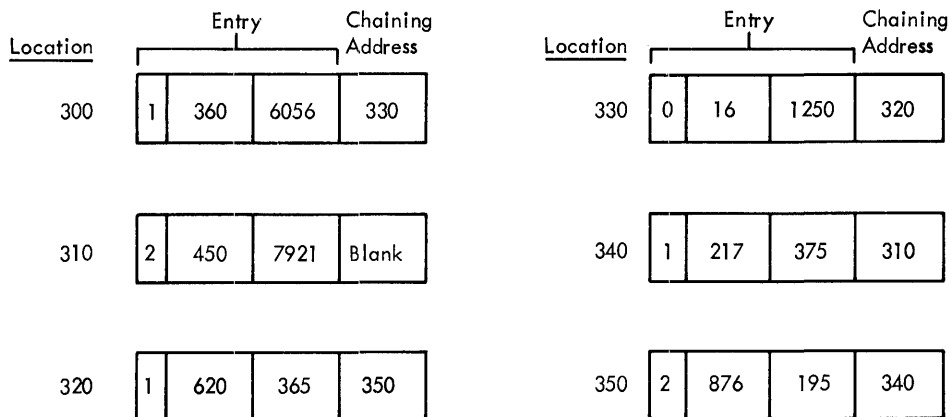 Entry Chaining Address
Location
300 1 360 6056 330
310 2 450 7921 Blank
320 1 620 365 350
Entry Chaining Address
Location
330 0 16 1250 320
340 1 217 375 310
350 2 876 195 340